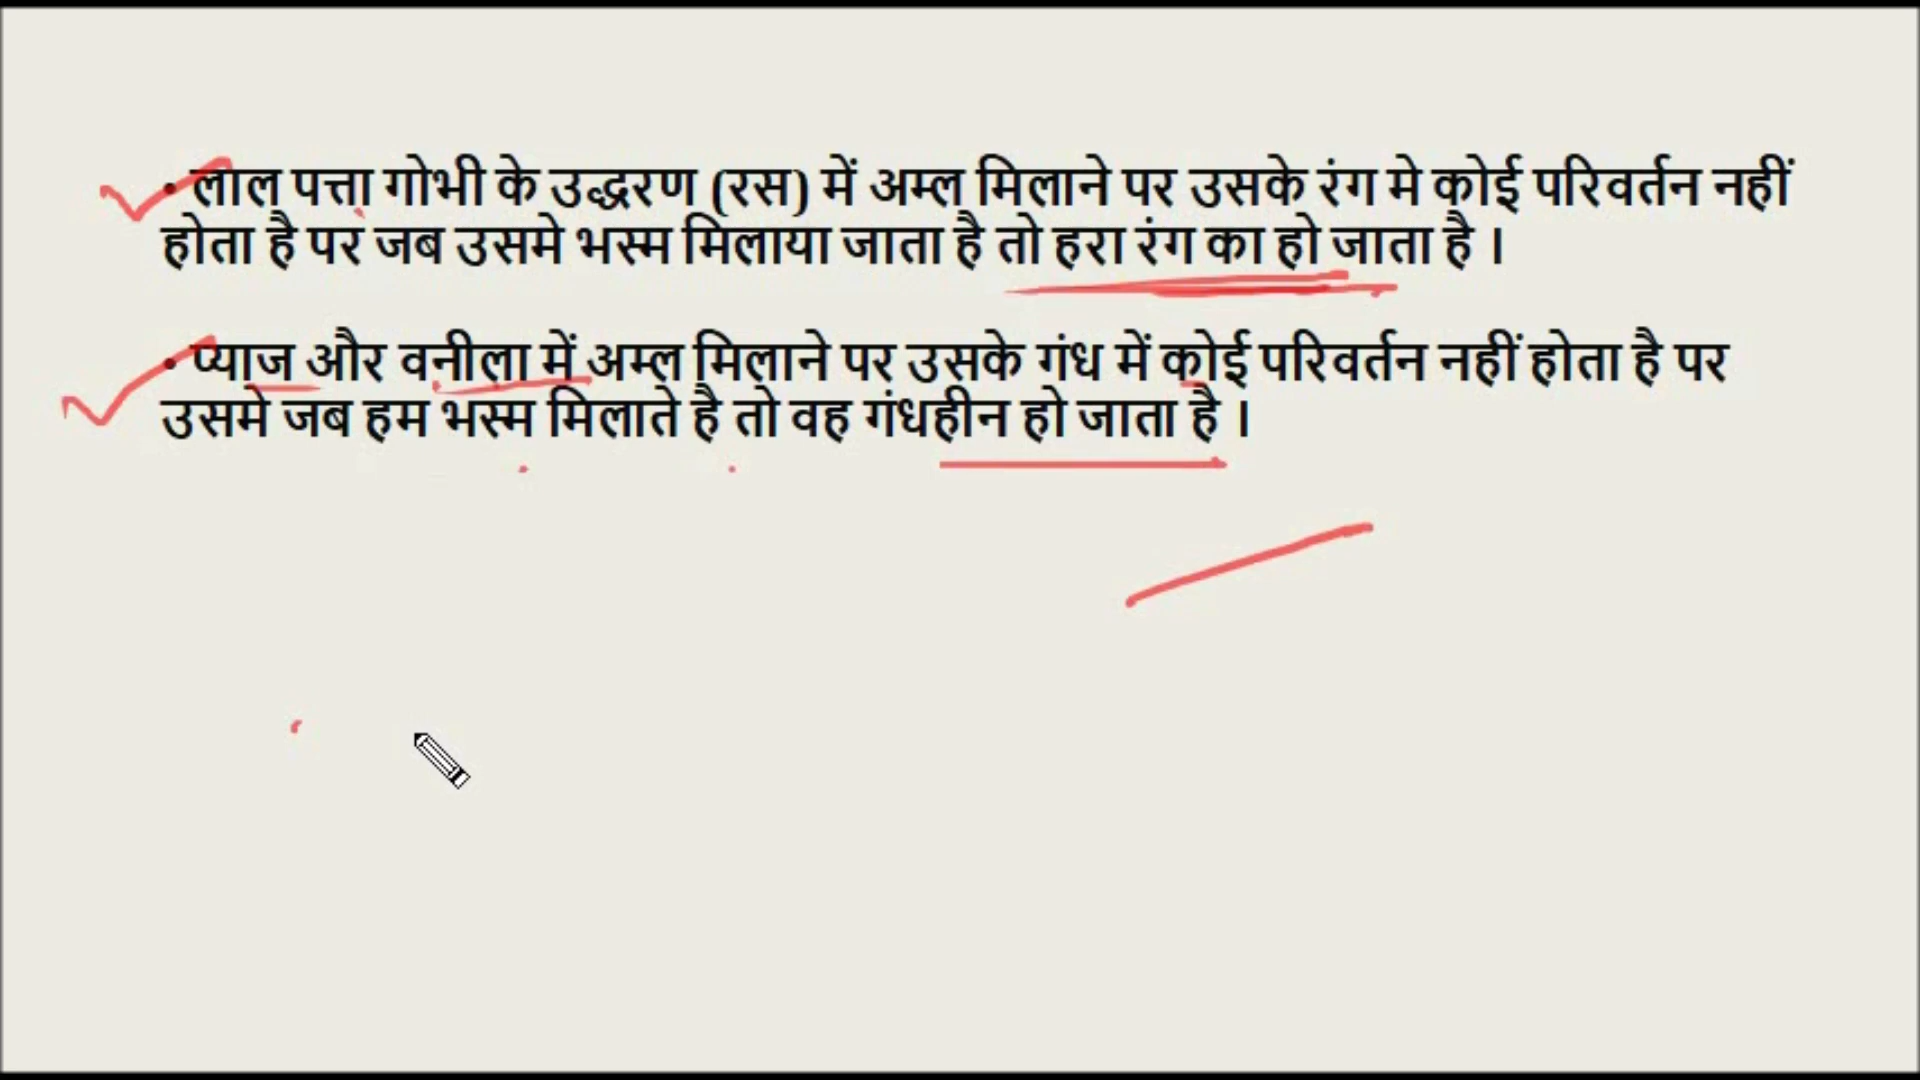 • लाल पत्ता गोभी के उद्धरण (रस) में अम्ल मिलाने पर उसके रंग मे कोई परिवर्तन नहीं
होता है पर जब उसमे भस्म मिलाया जाता है तो हरा रंग का हो जाता है ।
• प्याज और वनीला में अम्ल मिलाने पर उसके गंध में कोई परिवर्तन नहीं होता है पर
उसमे जब हम भस्म मिलाते है तो वह गंधहीन हो जाता है ।